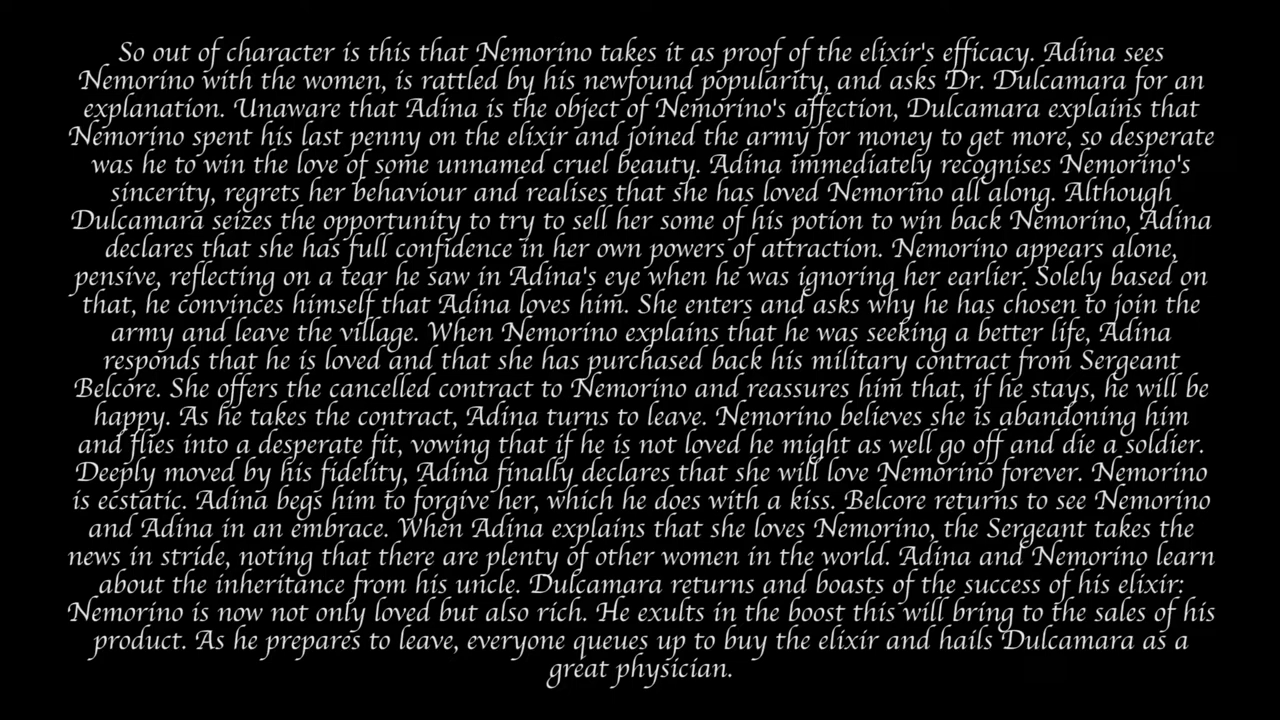 So out of character is this that Nemorino takes it as proof of the elixir's efficacy. Adina sees
Nemorino with the women, is rattled by his newfound popularity, and asks Dr. Dulcamara for an
explanation. Unaware that Adina is the object of Nemorino's affection, Dulcamara explains that
Nemorino spent his last penny on the elixir and joined the army for money to get more, so desperate
was he to win the love of some unnamed cruel beauty. Adina immediately recognises Nemorino's
sincerity, regrets her behaviour and realises that she has loved Nemorino all along. Although
Dulcamara seizes the opportunity to try to sell her some of his potion to win back Nemorino, Adina
declares that she has full confidence in her own powers of attraction. Nemorino appears alone,
pensive, reflecting on a tear he saw in Adina's eye when he was ignoring her earlier. Solely based on
that, he convinces himself that Adina loves him. She enters and asks why he has chosen to join the
army and leave the village. When Nemorino explains that he was seeking a better life, Adina
responds that he is loved and that she has purchased back his military contract from Sergeant
Belcore. She offers the cancelled contract to Nemorino and reassures him that, if he stays, he will be
happy. As he takes the contract, Adina turns to leave. Nemorino believes she is abandoning him
and flies into a desperate fit, vowing that if he is not loved he might as well go off and die a soldier.
Deeply moved by his fidelity, Adina finally declares that she will love Nemorino forever. Nemorino
is ecstatic. Adina begs him to forgive her, which he does with a kiss. Belcore returns to see Nemorino
and Adina in an embrace. When Adina explains that she loves Nemorino, the Sergeant takes the
news in stride, noting that there are plenty of other women in the world. Adina and Nemorino learn
about the inheritance from his uncle. Dulcamara returns and boasts of the success of his elixir:
Nemorino is now not only loved but also rich. He exults in the boost this will bring to the sales of his
product. As he prepares to leave, everyone queues up to buy the elixir and hails Dulcamara as a
great physician.